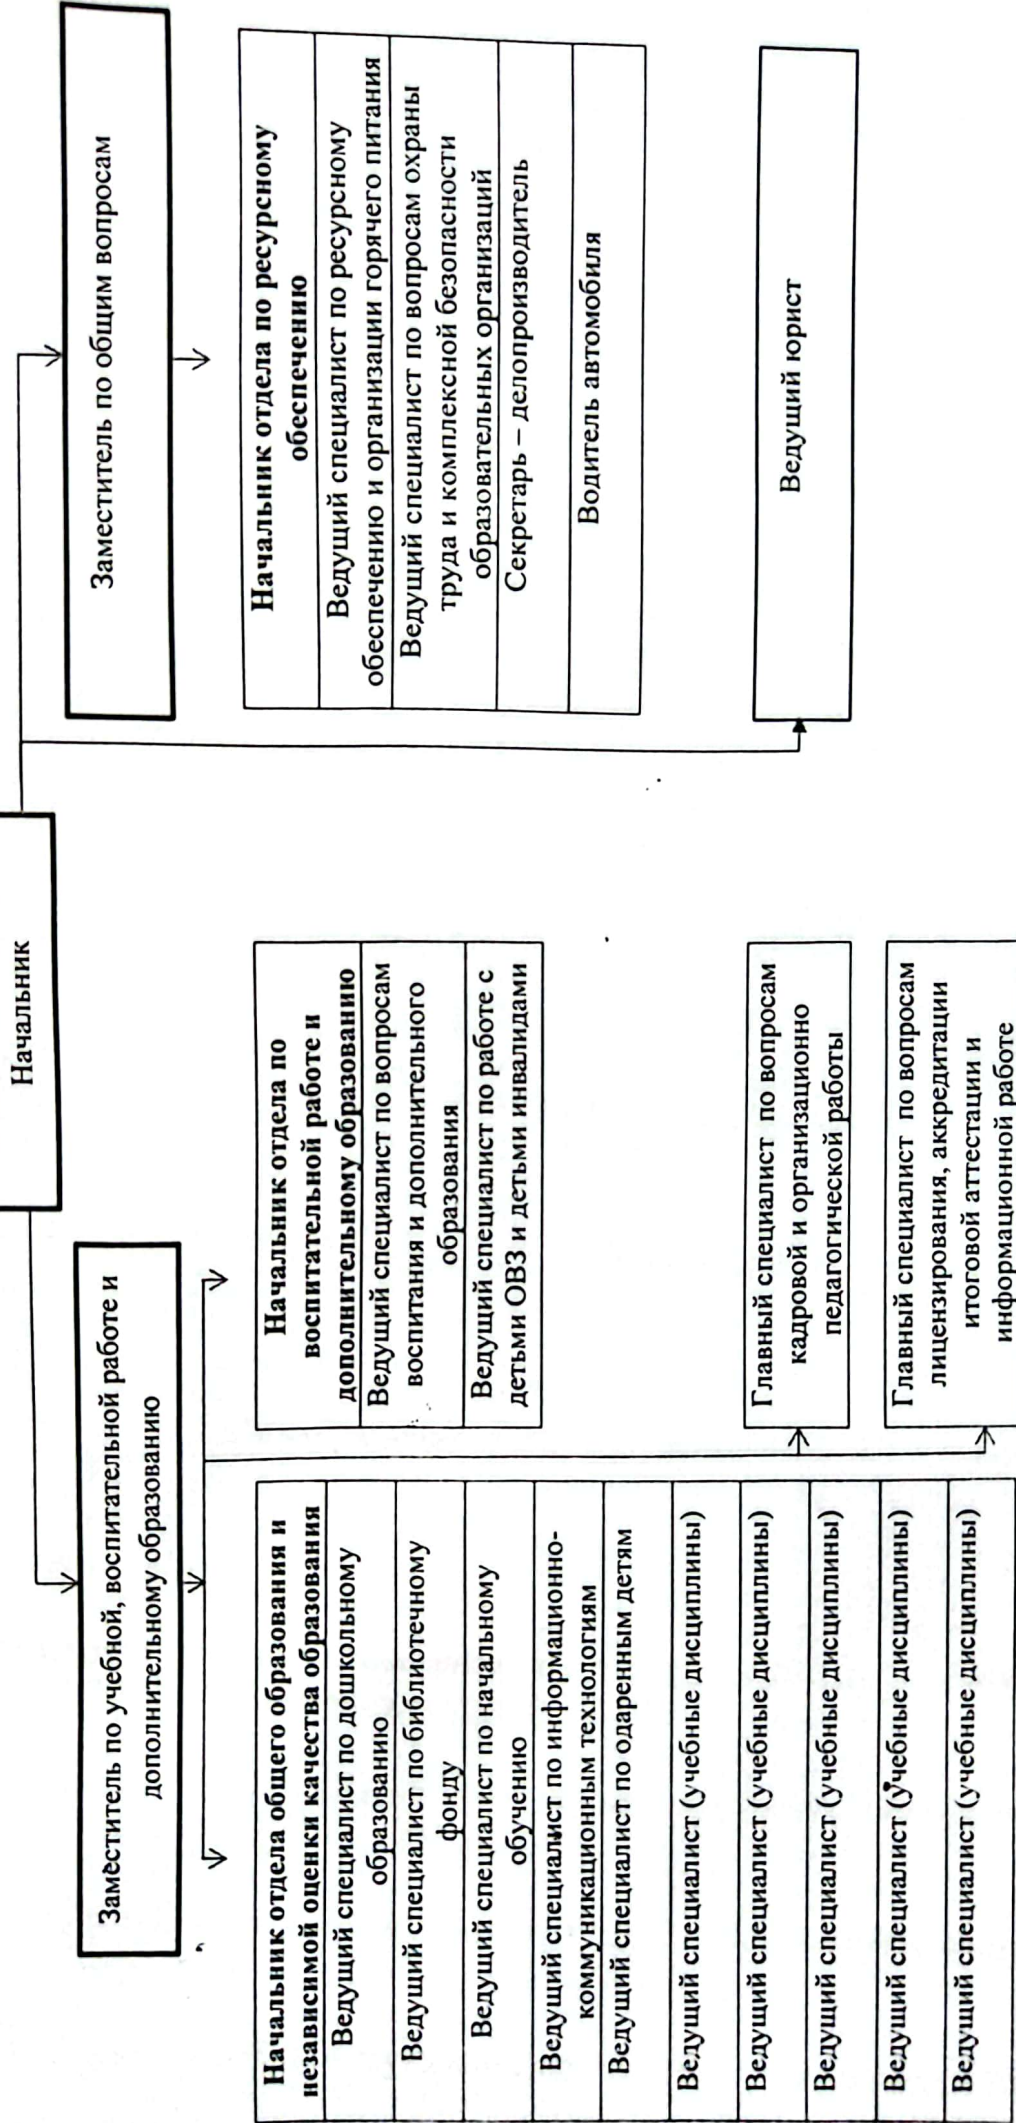 Начальник
Заместитель по учебной, воспитательной работе и
дополнительному образованию
Заместитель по общим вопросам
Начальник отдела общего образования и
независимой оценки качества образования
Ведущий специалист по дошкольному
образованию
Ведущий специалист по библиотечному
фонду
Ведущий специалист по начальному
обучению
Ведущий специалист по информационно-
коммуникационным технологиям
Ведущий специалист по одаренным детям
Ведущий специалист (учебные дисциплины)
Ведущий специалист (учебные дисциплины)
Ведущий специалист (учебные дисциплины)
Ведущий специалист (учебные дисциплины)
Ведущий специалист (учебные дисциплины)
Начальник отдела по
воспитательной работе и
дополнительному образованию
Ведущий специалист по вопросам
воспитания и дополнительного
образования
Ведущий специалист по работе с
детьми ОВЗ и детьми инвалидами
Главный специалист по вопросам
кадровой и организационно
педагогической работы
Главный специалист по вопросам
лицензирования, аккредитации
итоговой аттестации и
информационной работе
Начальник отдела по ресурсному
обеспечению
Ведущий специалист по ресурсному
обеспечению и организации горячего питания
Ведущий специалист по вопросам охраны
труда и комплексной безопасности
образовательных организаций
Секретарь – делопроизводитель
Водитель автомобиля
Ведущий юрист